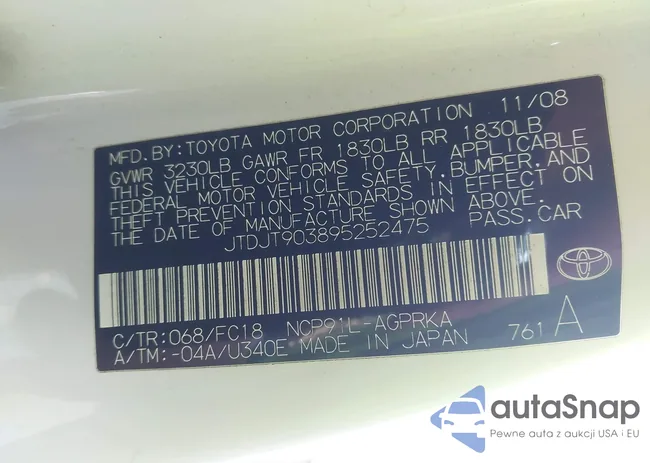 MFD.BY:TOYOTA MOTOR CORPORATION 11/08
GVWR 3230LB GAWR FR 1830LB RR 1830LB
THIS VEHICLE CONFORMS TO ALL APPLICABLE
FEDERAL MOTOR VEHICLE SAFETY,BUMPER,AND
THEFT PREVENTION STANDARDS IN EFFECT ON
THE DATE OF MANUFACTURE SHOWN ABOVE.
JTDJT903895252475 PASS.CAR
C/TR:068/FC18 NCP91L-AGPRKA
A/TM:-04A/U340E MADE IN JAPAN 761 A
autaSnap
Pewne auta z aukcji USA i EU